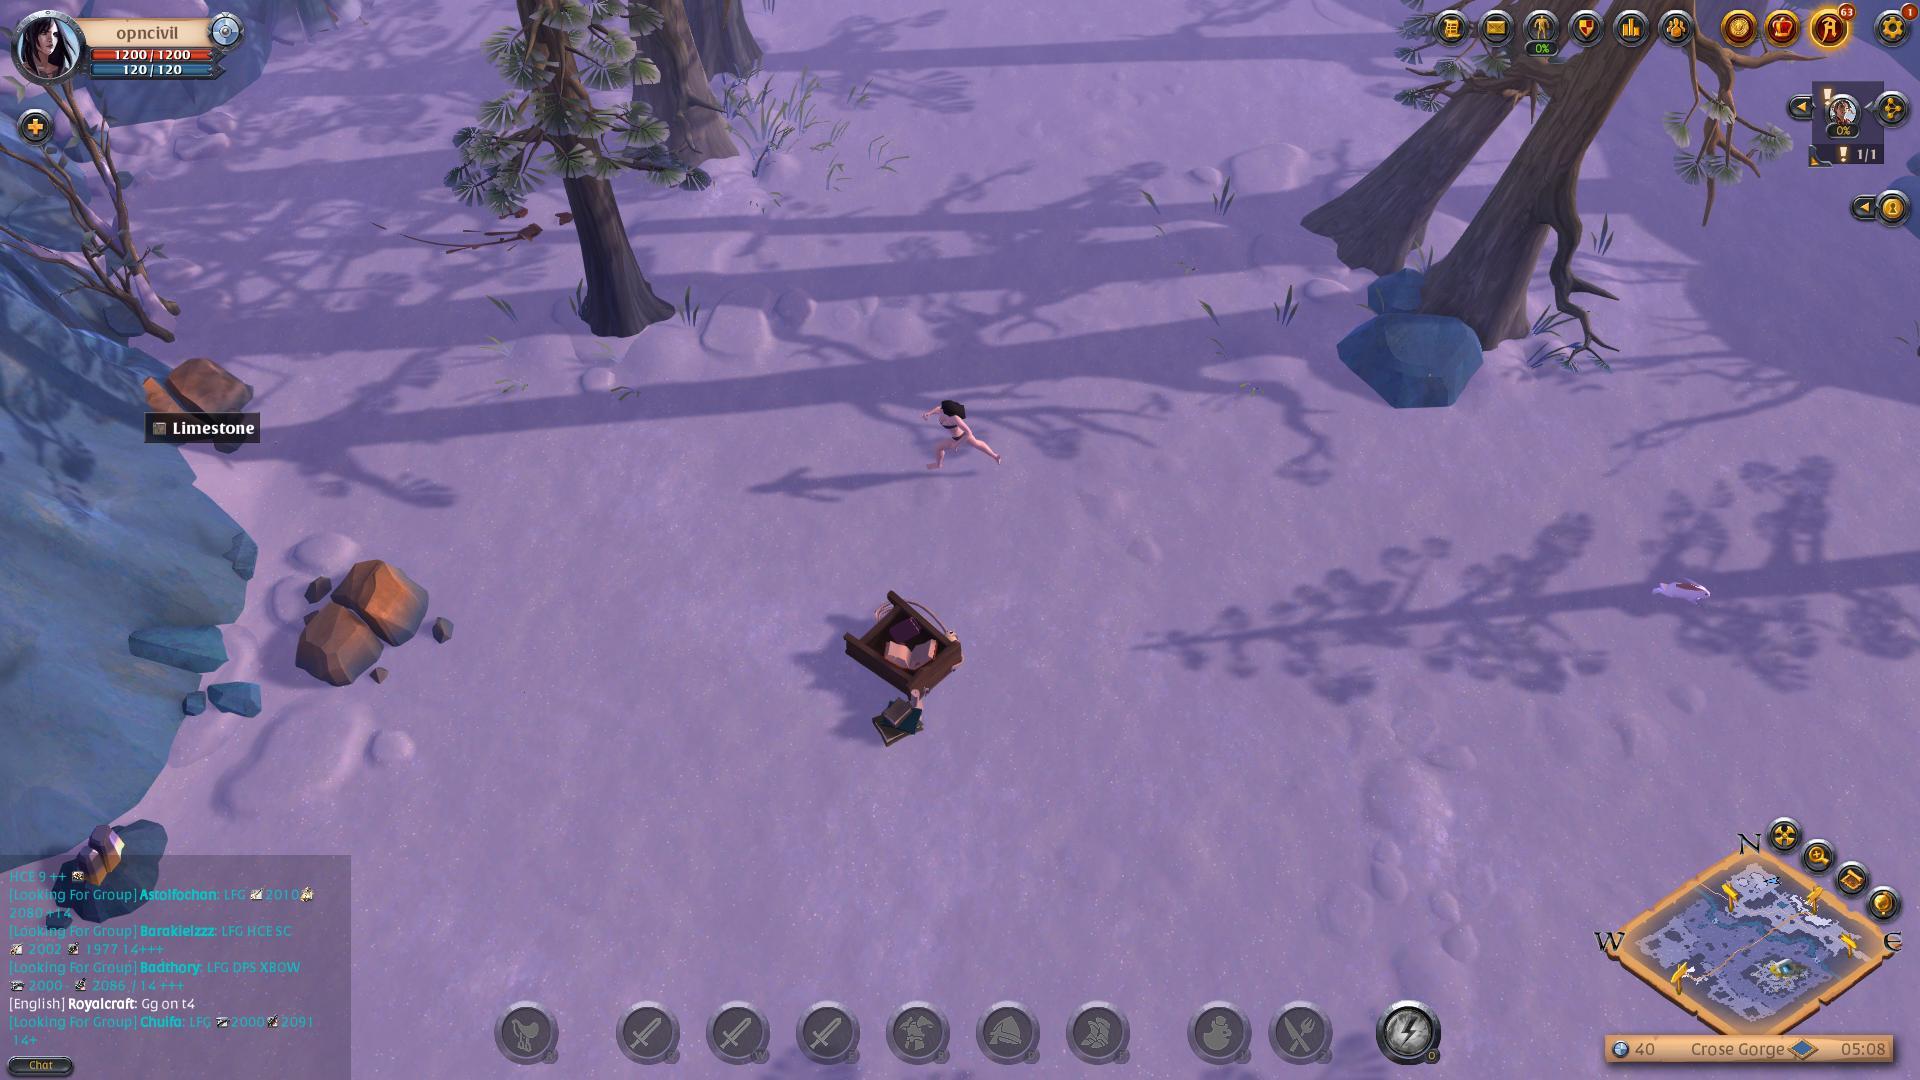 opncivil
1200 / 1200
120 / 120
0%
63
1
0%
1/1
Limestone
HCE 9 ++
[Looking For Group] Astolfochan: LFG 2010
2080 +14
[Looking For Group] Barakielzzz: LFG HCE SC
2002 1977 14+++
[Looking For Group] Badthory: LFG DPS XBOW
2000 - 2086 / 14 +++
[English] Royalcraft: Gg on t4
[Looking For Group] Chuifa: LFG 2000 2091
14+
Chat
A
Q
W
E
R
D
F
O
N
W
E
40 Crose Gorge 05:08